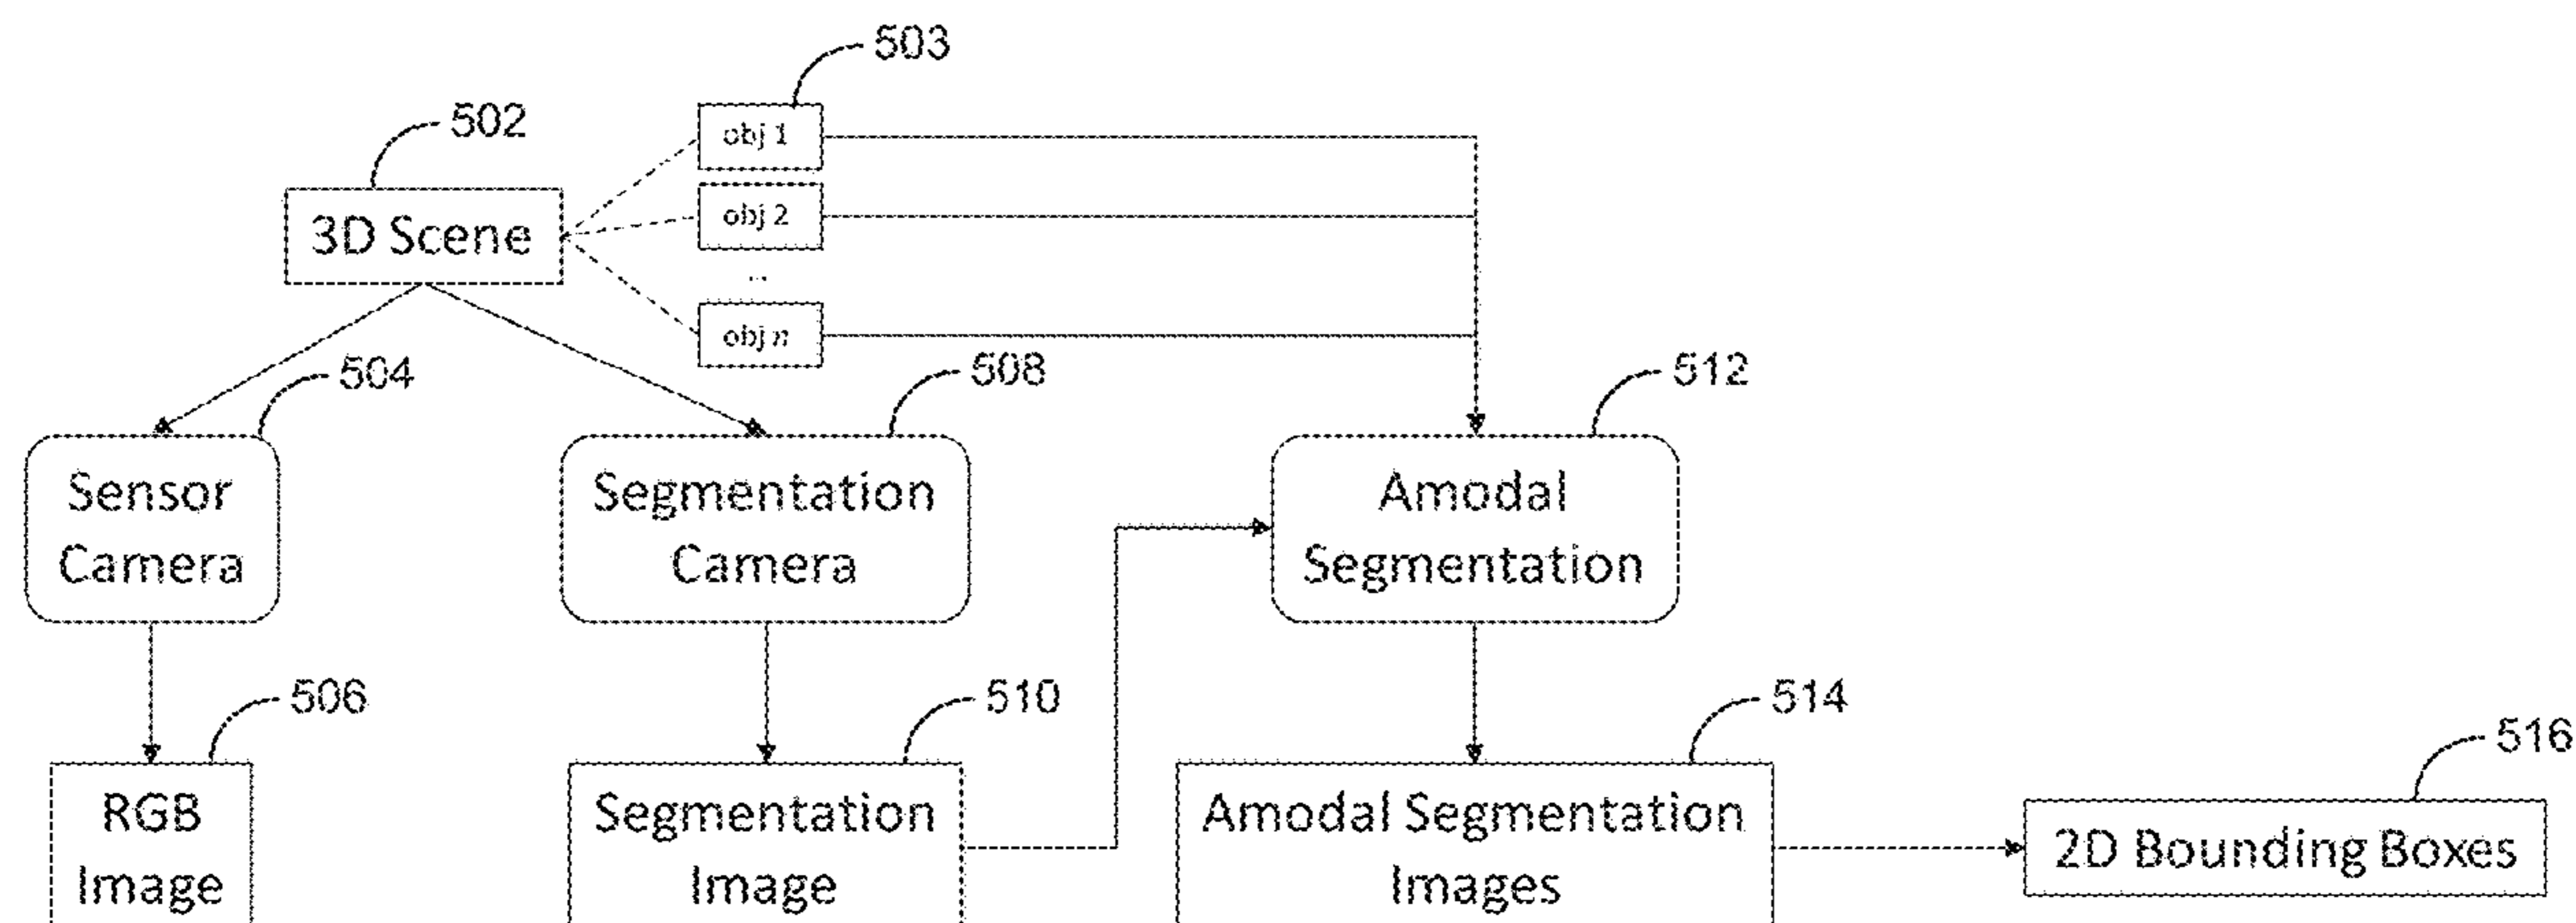 503
obj 1
502
3D Scene
obj 2
...
obj n
504
508
512
Sensor
Camera
Segmentation
Camera
Amodal
Segmentation
506
510
514
516
RGB
Image
Segmentation
Image
Amodal Segmentation
Images
2D Bounding Boxes